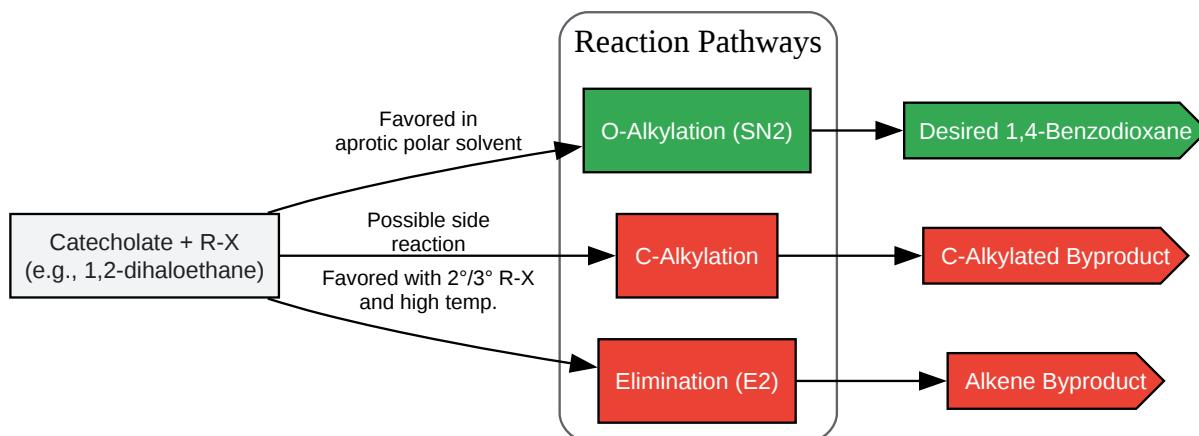 Reaction Pathways
Favored in
aprotic polar solvent
O-Alkylation (SN2)
Desired 1,4-Benzodioxane
Catecholate + R-X
(e.g., 1,2-dihaloethane)
Possible side
reaction
C-Alkylation
C-Alkylated Byproduct
Favored with 2°/3° R-X
and high temp.
Elimination (E2)
Alkene Byproduct